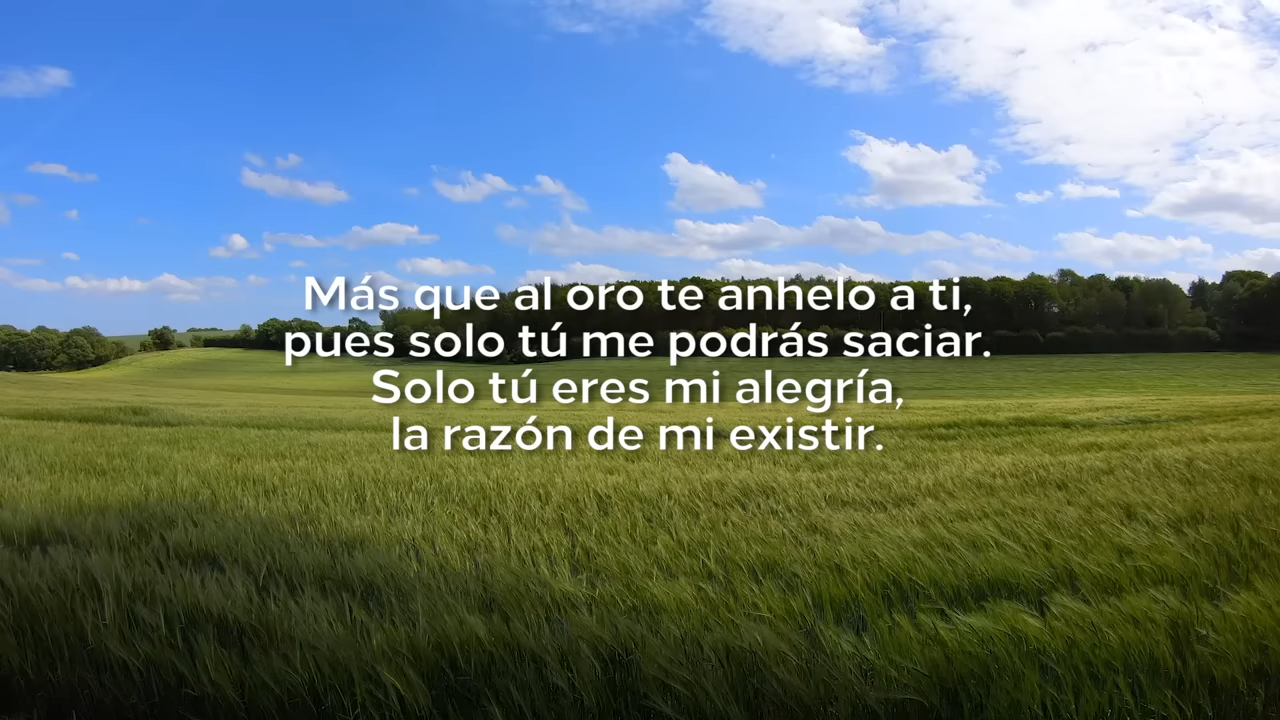 Más que al oro te anhelo a ti,
pues solo tú me podrás saciar.
Solo tú eres mi alegría,
la razón de mi existir.